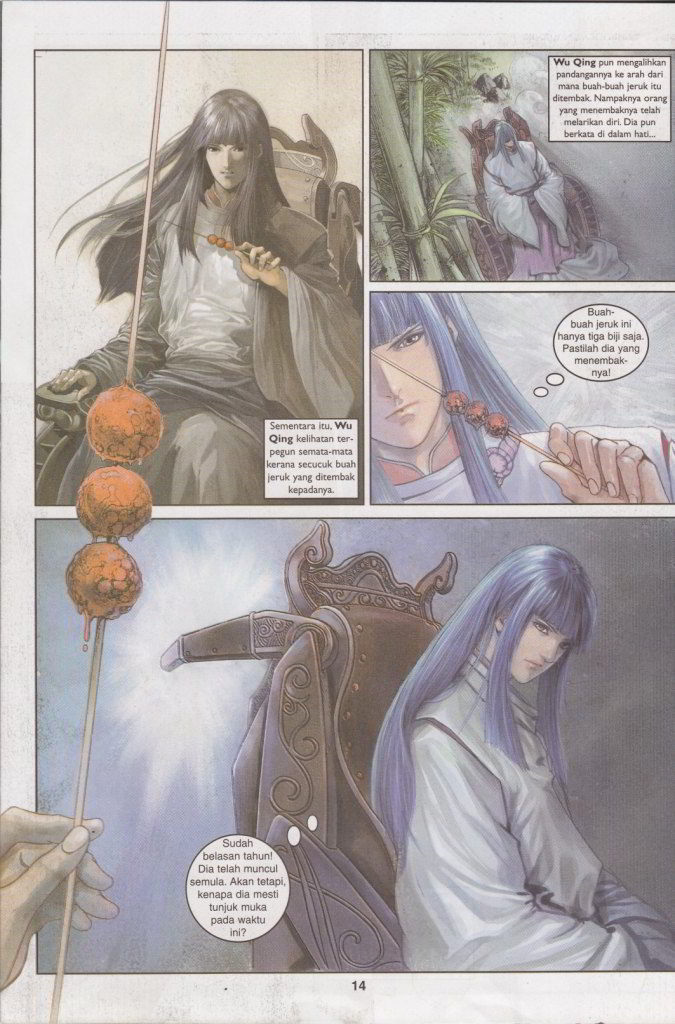 Sementara itu, Wu
Qing kelihatan ter-
pegun semata-mata
kerana secucuk buah
jeruk yang ditembak
kepadanya.
Wu Qing pun mengalihkan
pandangannya ke arah dari
mana buah-buah jeruk itu
ditembak. Nampaknya orang
yang menembaknya telah
melarikan diri. Dia pun
berkata di dalam hati...
Buah-
buah jeruk ini
hanya tiga biji saja.
Pastilah dia yang
menembak-
nya!
Sudah
belasan tahun!
Dia telah muncul
semula. Akan tetapi,
kenapa dia mesti
tunjuk muka
pada waktu
ini?
14